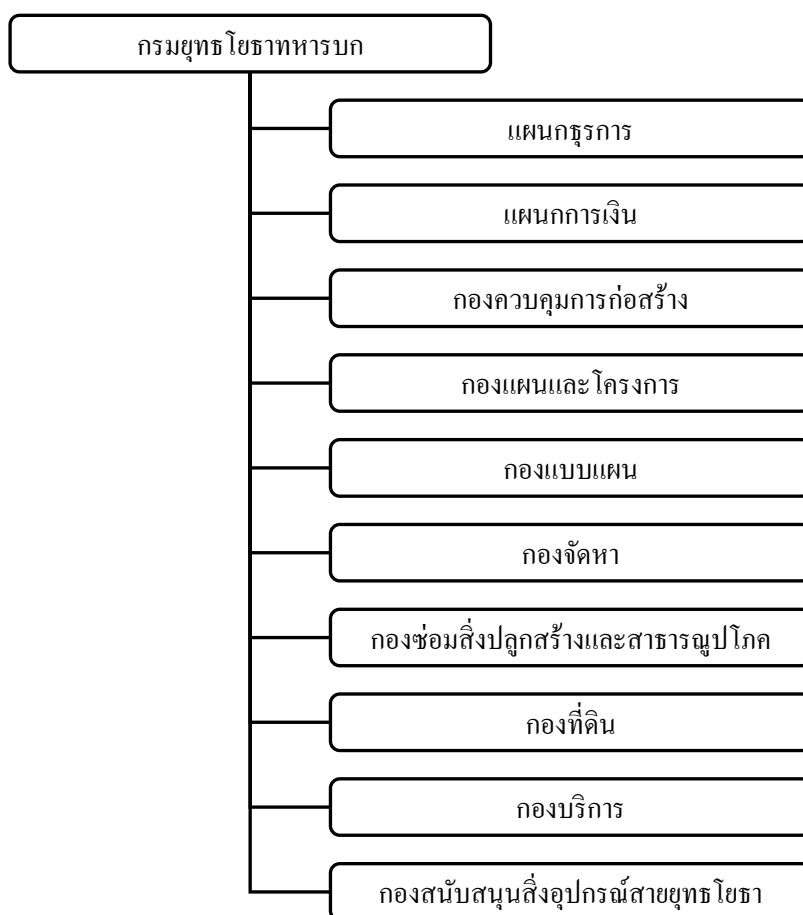 กรมยุทธโยธาทหารบก
แผนกธุรการ
แผนกการเงิน
กองควบคุมการก่อสร้าง
กองแผนและโครงการ
กองแบบแผน
กองจัดหา
กองซ่อมสิ่งปลูกสร้างและสาธารณูปโภค
กองที่ดิน
กองบริการ
กองสนับสนุนสิ่งอุปกรณ์สายยุทธโยธา